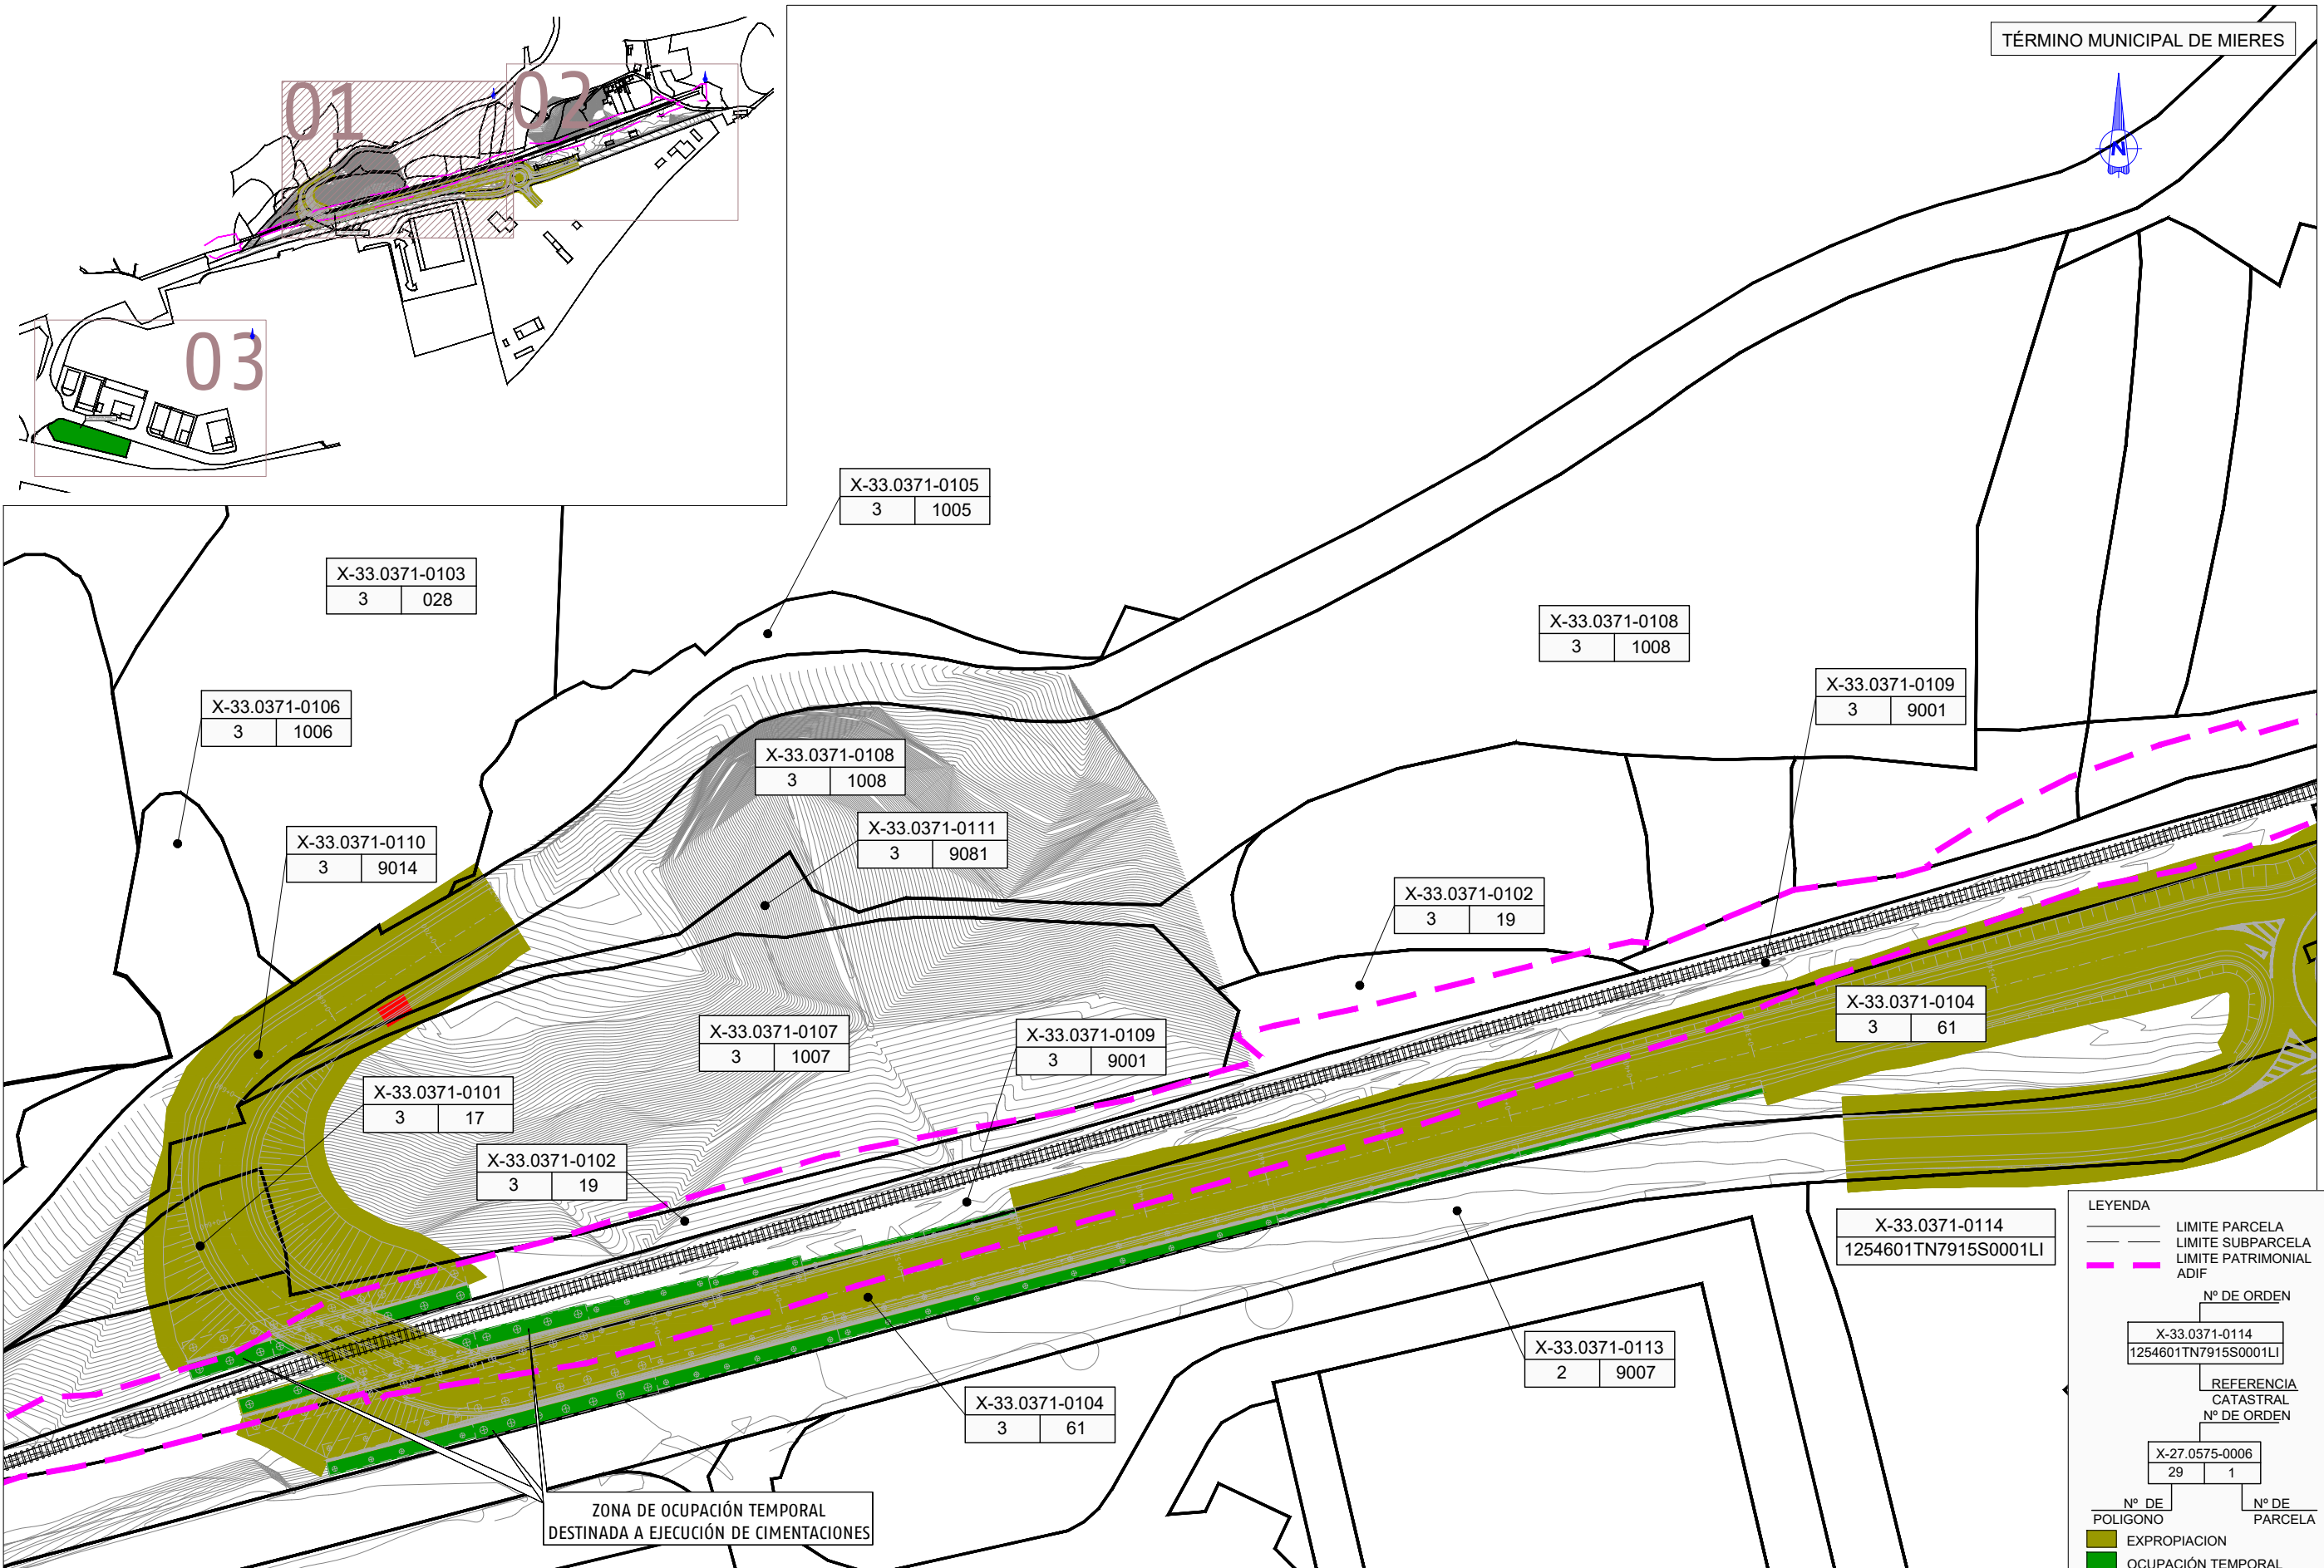 TÉRMINO MUNICIPAL DE MIERES
N
01
02
03
X-33.0371-0105
3 1005
X-33.0371-0103
3 028
X-33.0371-0108
3 1008
X-33.0371-0109
3 9001
X-33.0371-0106
3 1006
X-33.0371-0108
3 1008
X-33.0371-0111
3 9081
X-33.0371-0110
3 9014
X-33.0371-0102
3 19
X-33.0371-0104
3 61
X-33.0371-0107
3 1007
X-33.0371-0109
3 9001
X-33.0371-0101
3 17
X-33.0371-0102
3 19
X-33.0371-0114
1254601TN7915S0001LI
X-33.0371-0113
2 9007
X-33.0371-0104
3 61
ZONA DE OCUPACIÓN TEMPORAL
DESTINADA A EJECUCIÓN DE CIMENTACIONES
LEYENDA
LIMITE PARCELA
LIMITE SUBPARCELA
LIMITE PATRIMONIAL
ADIF
Nº DE ORDEN
X-33.0371-0114
1254601TN7915S0001LI
REFERENCIA
CATASTRAL
Nº DE ORDEN
X-27.0575-0006
29 1
Nº DE
POLIGONO
Nº DE
PARCELA
EXPROPIACION
OCUPACIÓN TEMPORAL